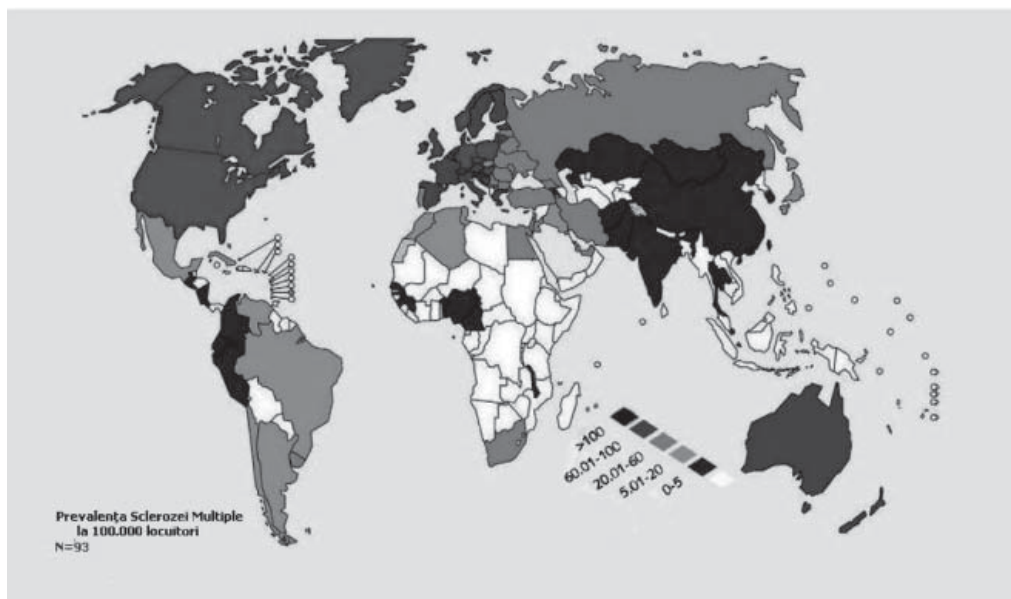 >100
60.01-100
20.01-60
5.01-20
0-5
Prevalența Sclerozei Multiple
la 100.000 locuitori
N=93